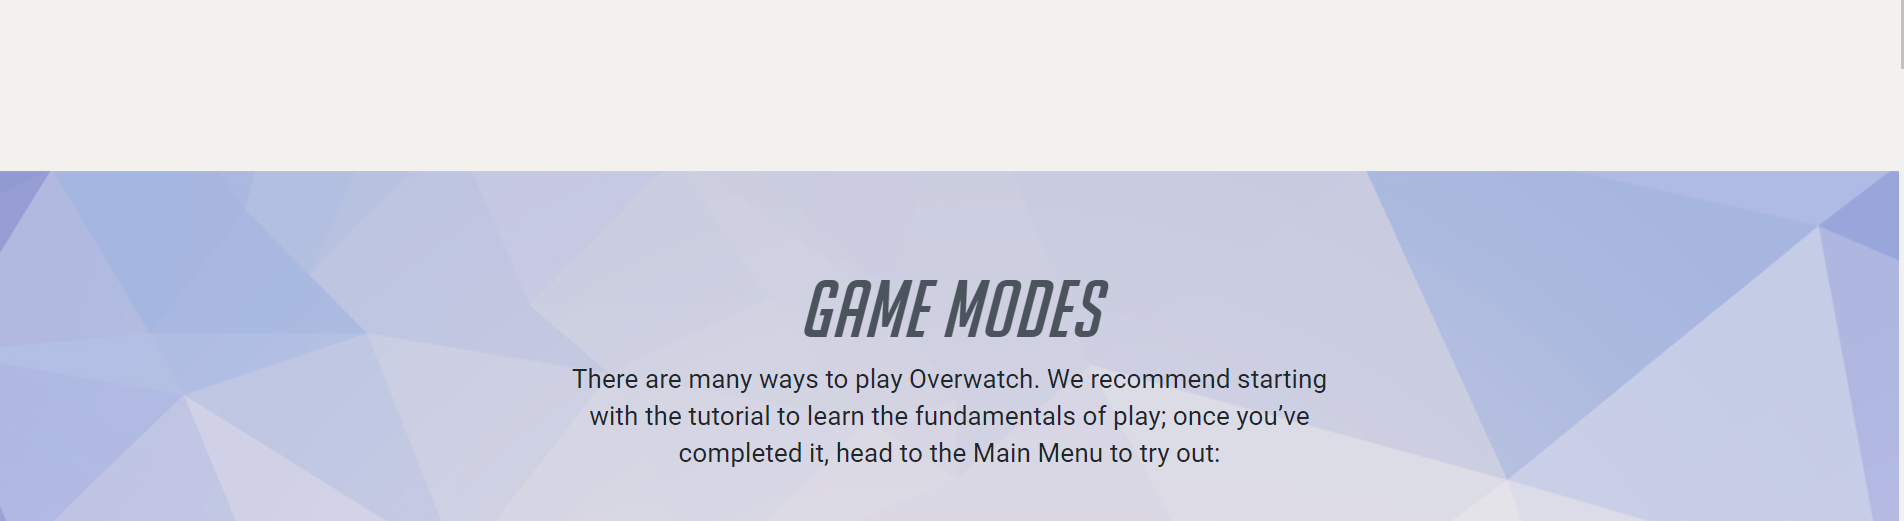 GAME MODES
There are many ways to play Overwatch. We recommend starting
with the tutorial to learn the fundamentals of play; once you’ve
completed it, head to the Main Menu to try out: